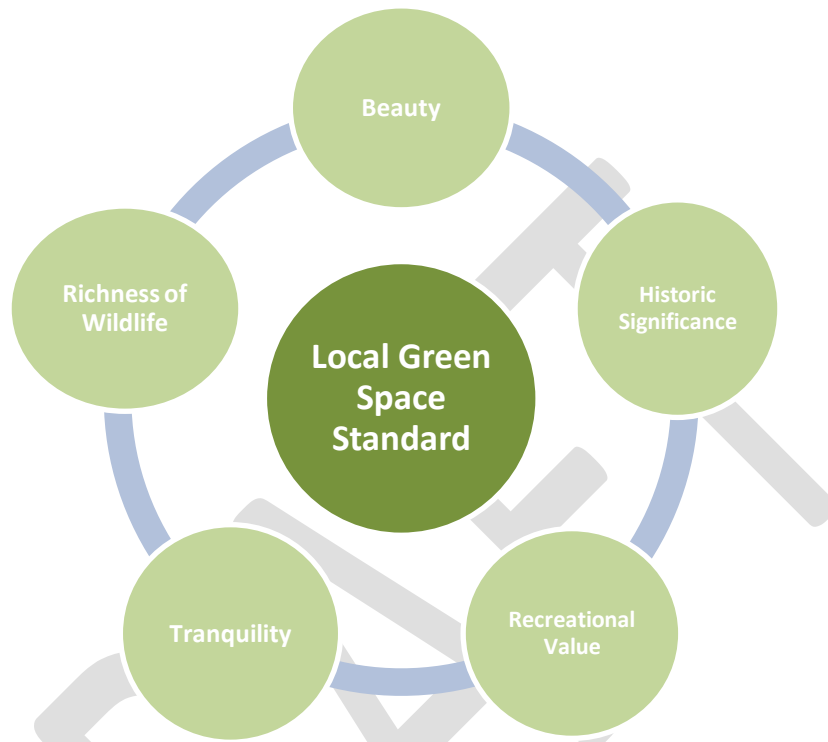 Beauty
Historic
Significance
Recreational
Value
Tranquility
Richness of
Wildlife
Local Green
Space
Standard